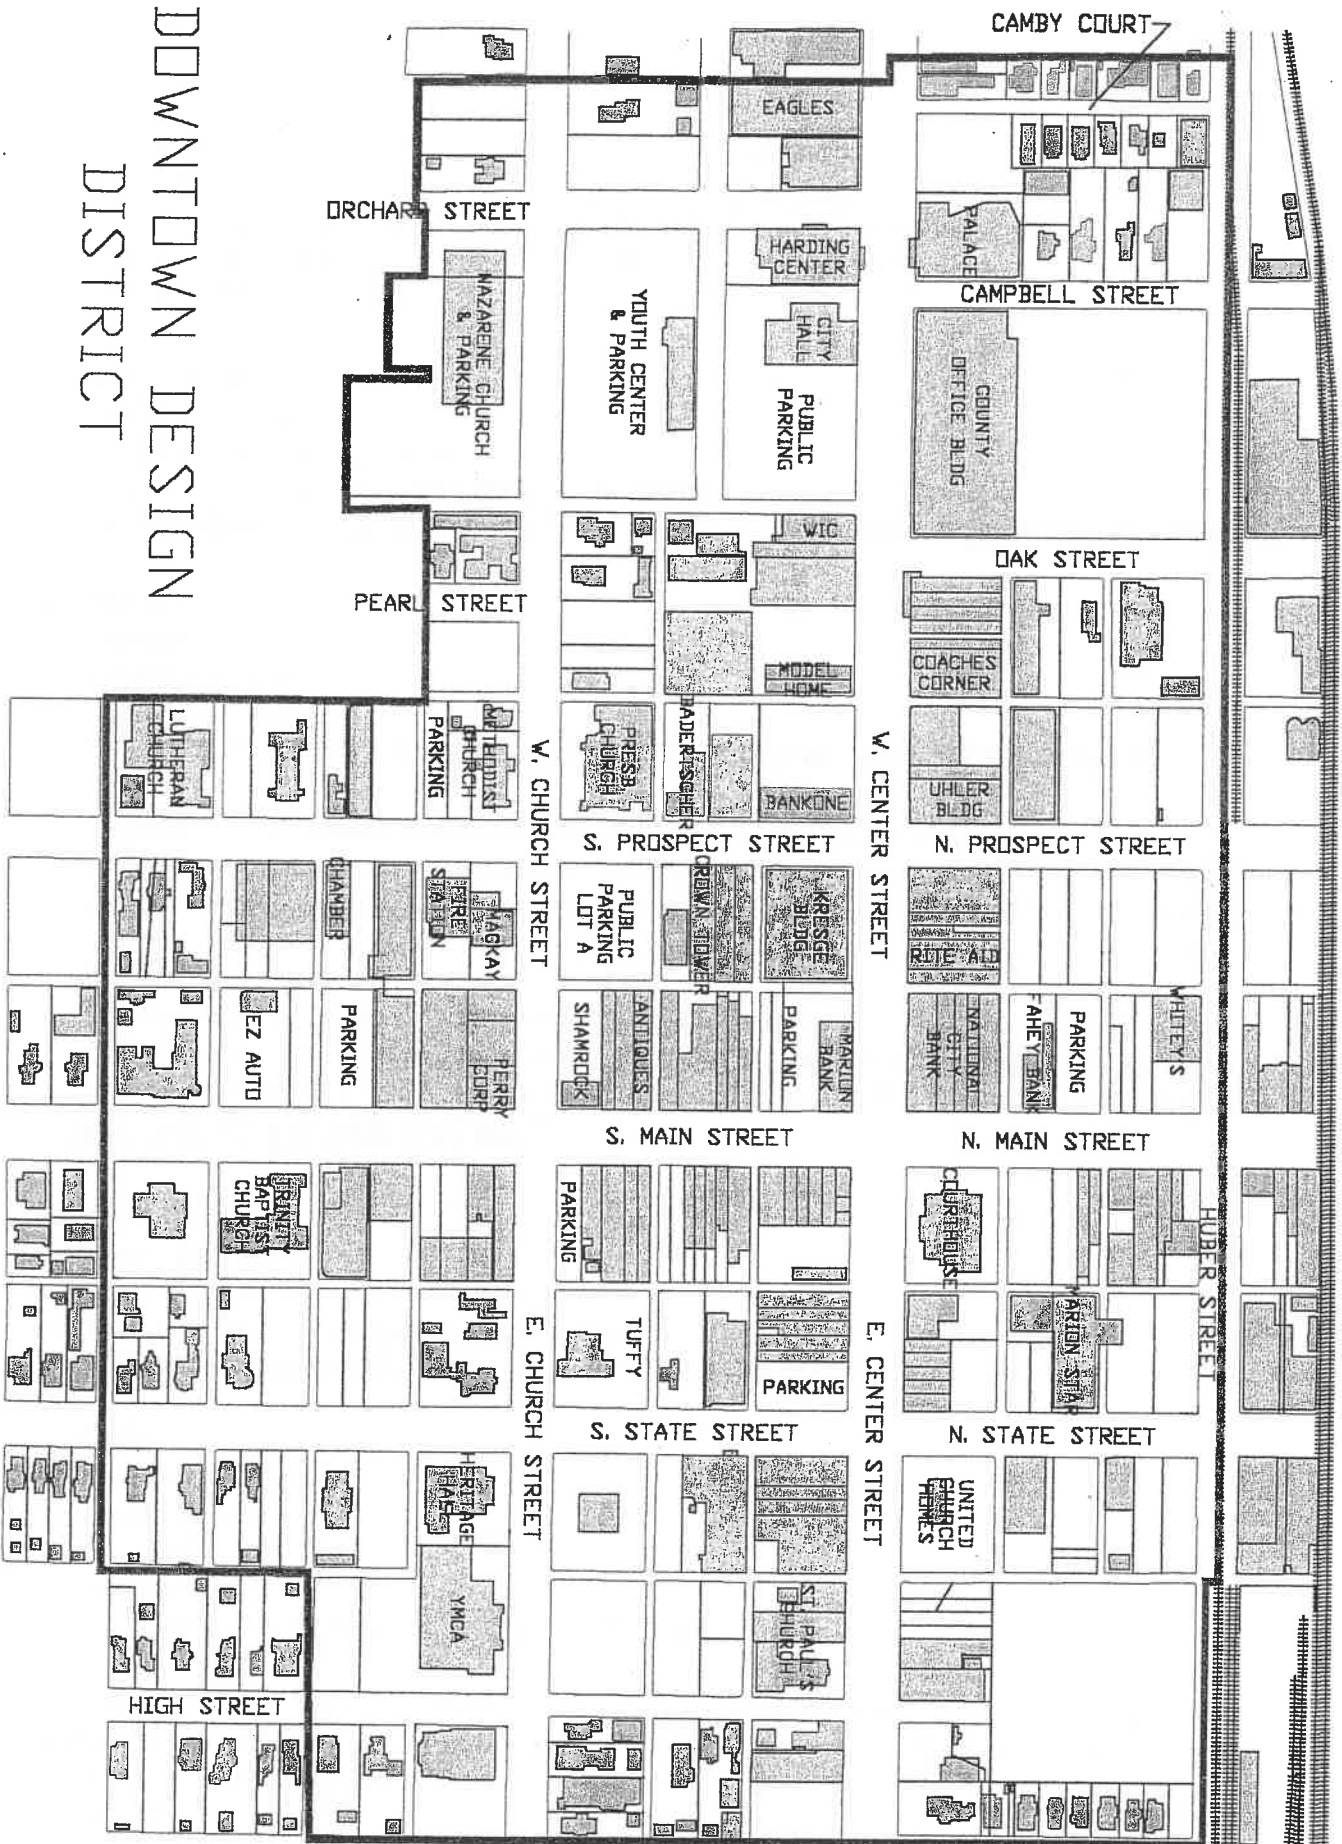 DOWNTOWN DESIGN
DISTRICT
CAMBY COURT
EAGLES
ORCHARD STREET
HARDING
CENTER
PALACE
CAMPBELL STREET
NAZARENE CHURCH
& PARKING
YOUTH CENTER
& PARKING
CITY
HALL
PUBLIC
PARKING
COUNTY
OFFICE BLDG
WIC
OAK STREET
PEARL STREET
MODEL
HOME
COACHES
CORNER
LUTHERAN
CHURCH
PARKING
METHODIST
CHURCH
W. CHURCH STREET
PRESB
CHURCH
BADERTSCHER
BANKONE
W. CENTER STREET
UHLER
BLDG
S. PROSPECT STREET
N. PROSPECT STREET
CHAMBER
FIRE
STATION
MACKAY
PUBLIC
PARKING
LOT A
CROWN TOWER
KRESGE
BLDG
RITE AID
EZ AUTO
PARKING
PERRY
CORP
SHAMROCK
ANTIQUES
PARKING
MARION
BANK
NATIONAL
CITY
BANK
FAHEY BANK
PARKING
WHITEYS
S. MAIN STREET
N. MAIN STREET
TRINITY
BAPTIST
CHURCH
PARKING
COURTHOUSE
HUBER STREET
E. CHURCH STREET
TUFFY
PARKING
E. CENTER STREET
MARION STAR
S. STATE STREET
N. STATE STREET
HERITAGE
HALL
UNITED
CHURCH
HOMES
YMCA
ST. PAUL'S
CHURCH
HIGH STREET